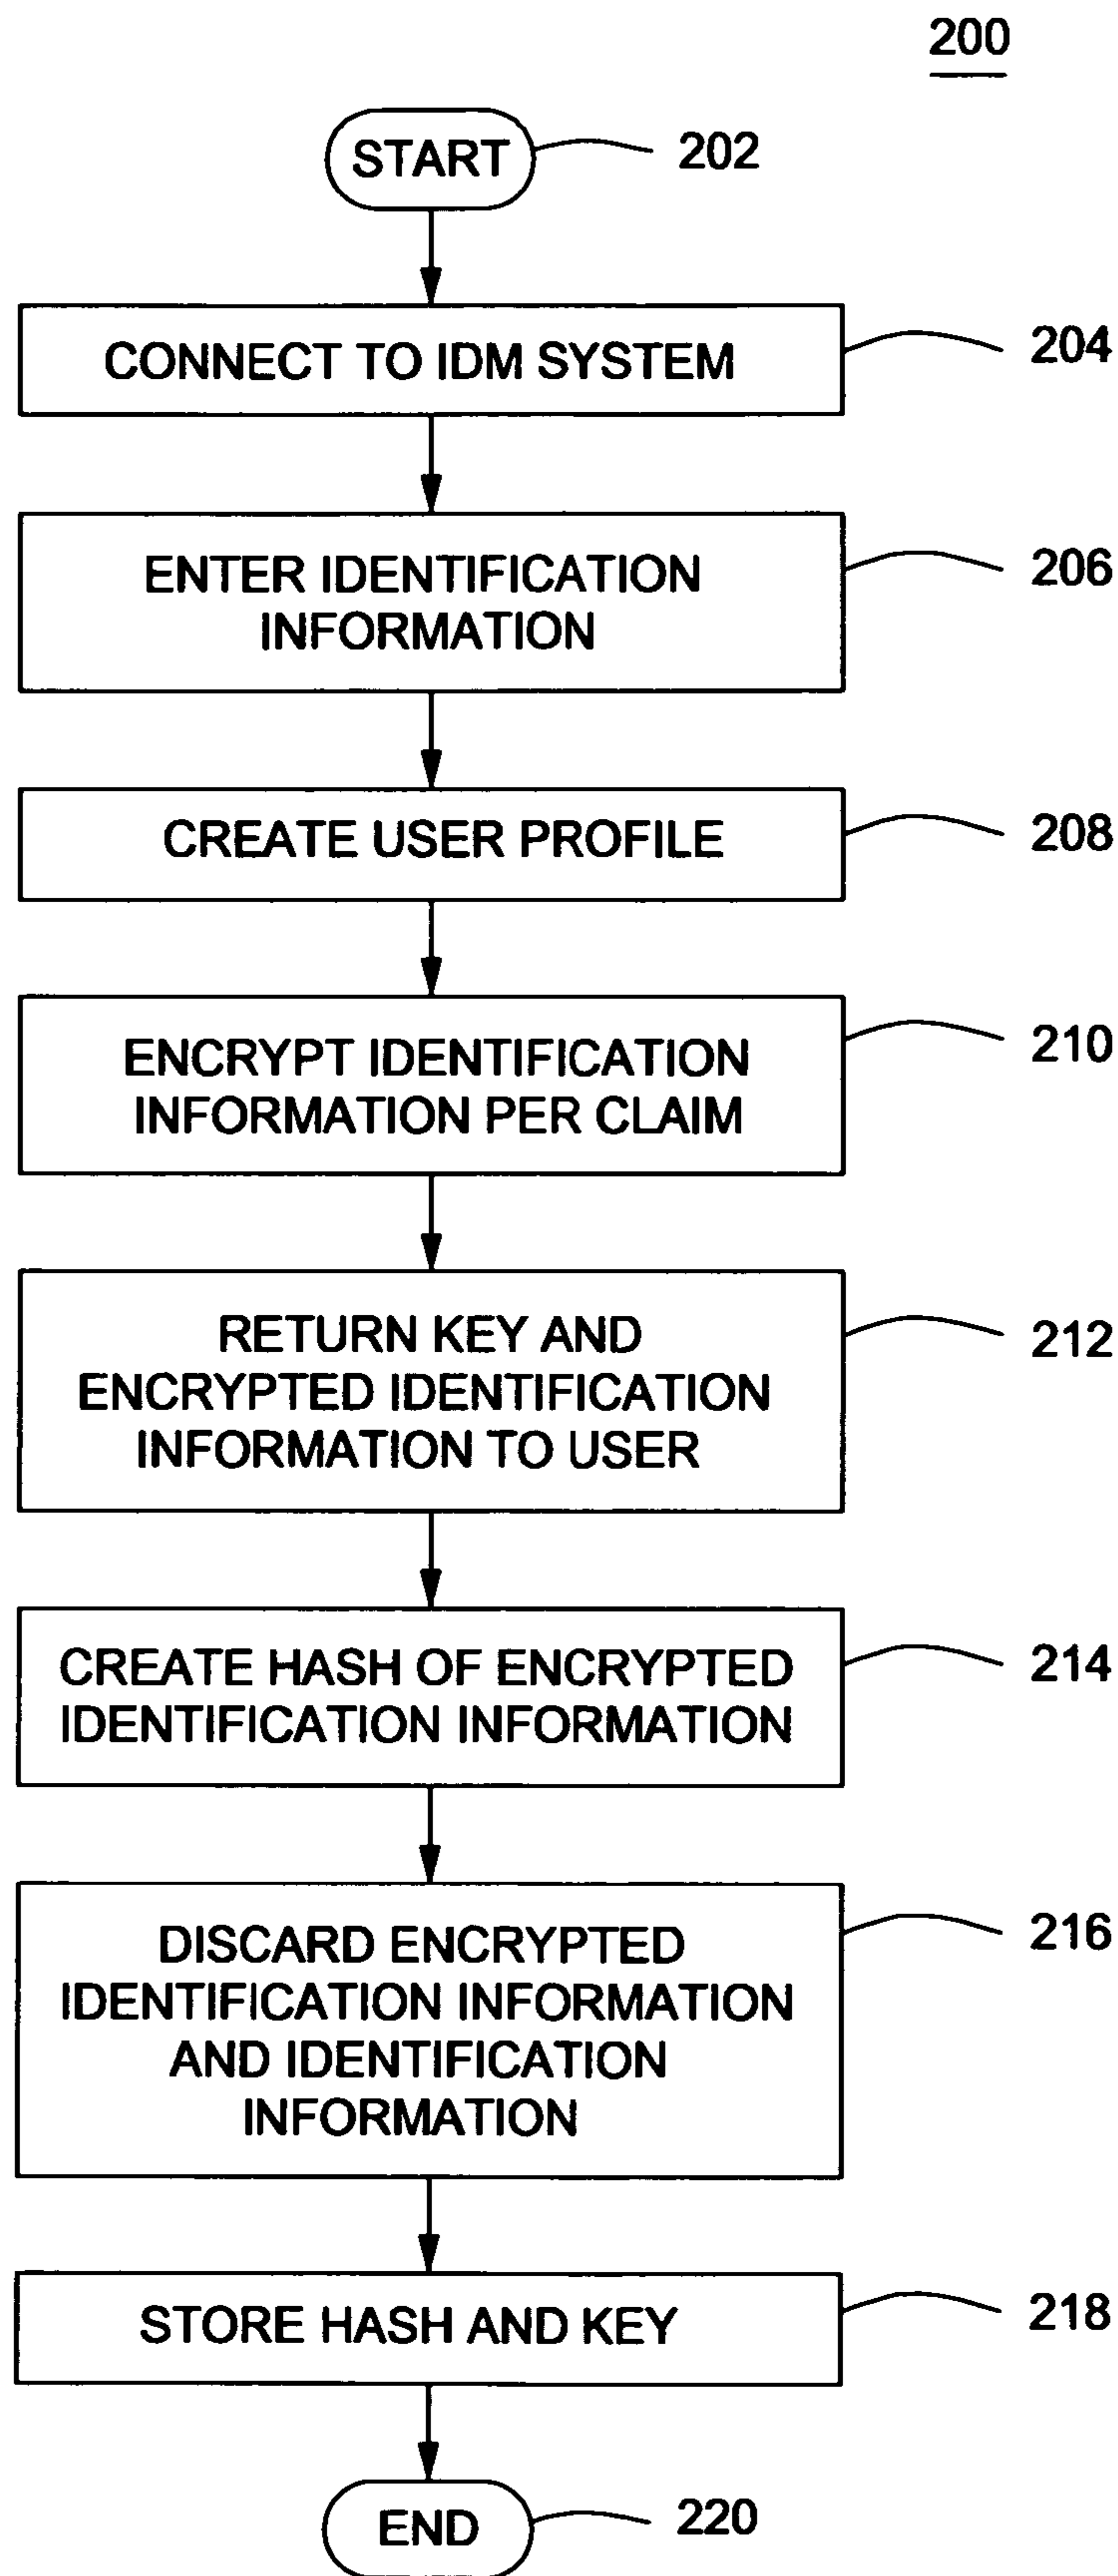 200
START
202
CONNECT TO IDM SYSTEM
204
ENTER IDENTIFICATION
INFORMATION
206
CREATE USER PROFILE
208
ENCRYPT IDENTIFICATION
INFORMATION PER CLAIM
210
RETURN KEY AND
ENCRYPTED IDENTIFICATION
INFORMATION TO USER
212
CREATE HASH OF ENCRYPTED
IDENTIFICATION INFORMATION
214
DISCARD ENCRYPTED
IDENTIFICATION INFORMATION
AND IDENTIFICATION
INFORMATION
216
STORE HASH AND KEY
218
END
220